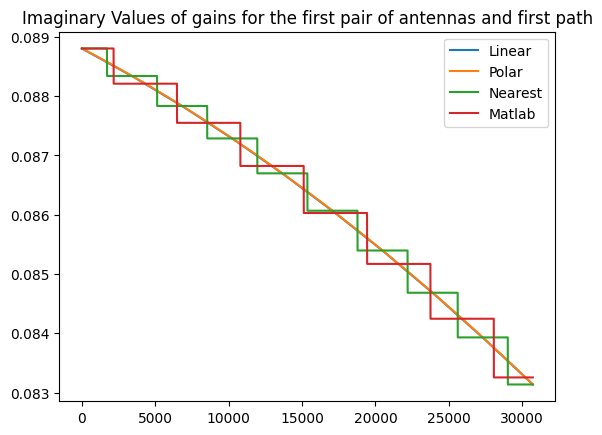 Imaginary Values of gains for the first pair of antennas and first path
0.089
0.088
0.087
0.086
0.085
0.084
0.083
Linear
Polar
Nearest
Matlab
0 5000 10000 15000 20000 25000 30000